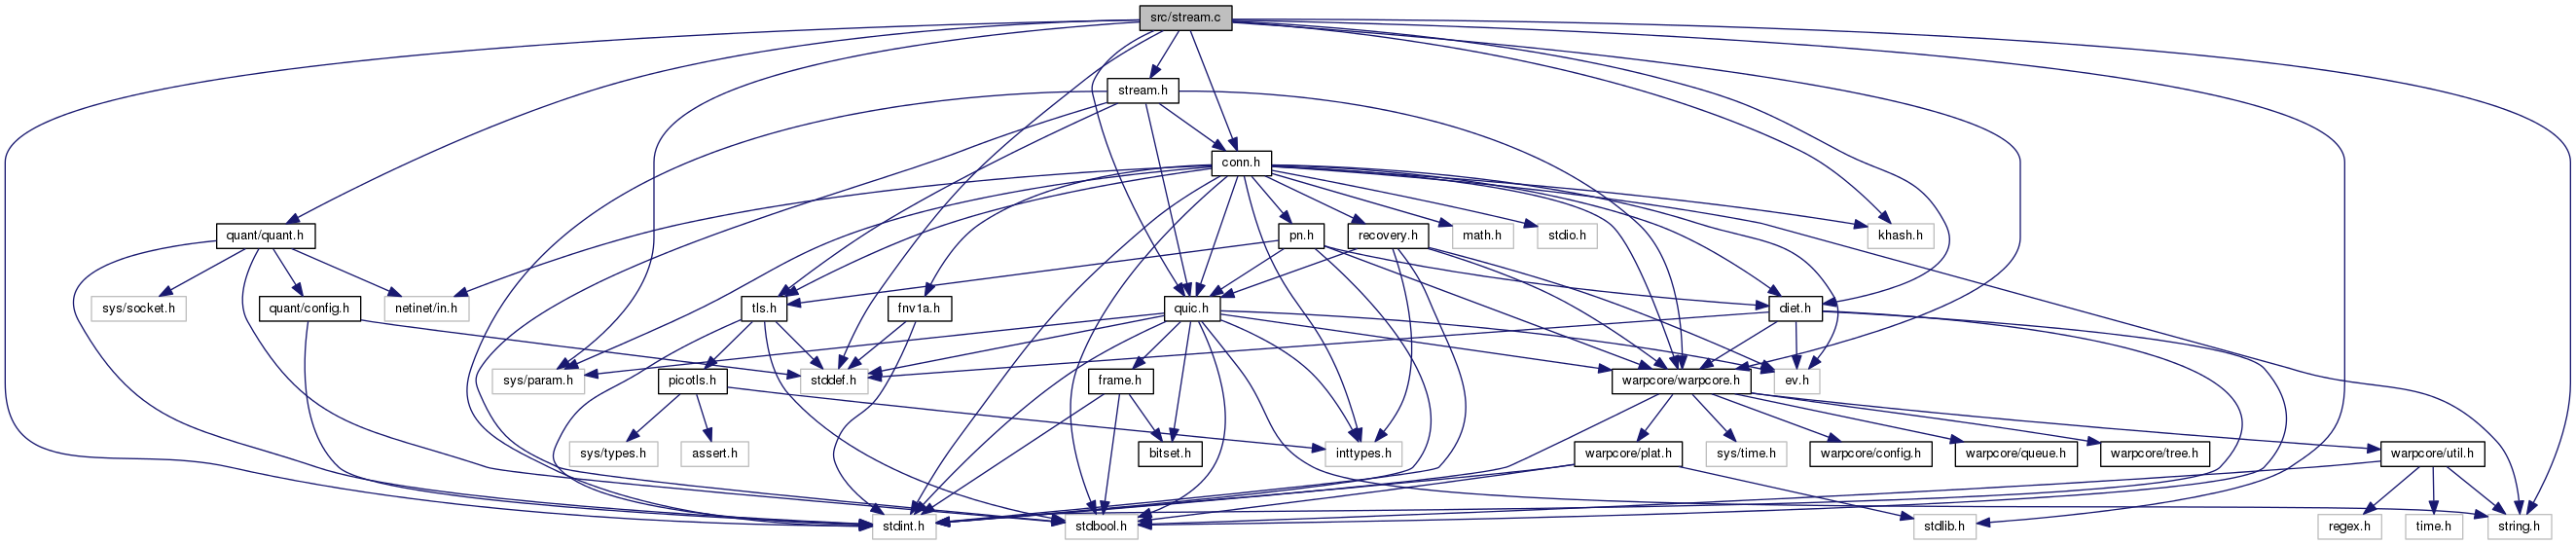 src/stream.c
stream.h
conn.h
quant/quant.h
pn.h
recovery.h
math.h
stdio.h
khash.h
sys/socket.h
quant/config.h
netinet/in.h
tls.h
fnv1a.h
quic.h
diet.h
sys/param.h
picotls.h
stddef.h
frame.h
warpcore/warpcore.h
ev.h
sys/types.h
assert.h
bitset.h
inttypes.h
warpcore/plat.h
sys/time.h
warpcore/config.h
warpcore/queue.h
warpcore/tree.h
warpcore/util.h
stdint.h
stdbool.h
stdlib.h
regex.h
time.h
string.h